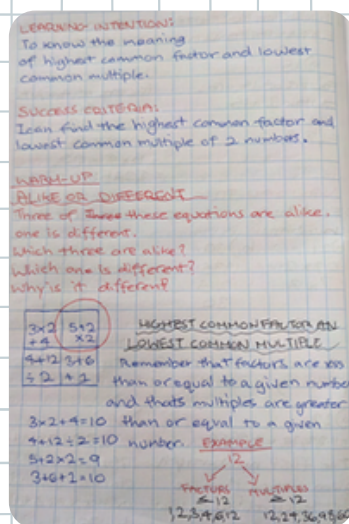 LEARNING INTENTION:
To know the meaning
of highest common factor and lowest
common multiple.
SUCCESS CRITERIA:
I can find the highest common factor and
lowest common multiple of 2 numbers.
WARM-UP
ALIKE OR DIFFERENT
Three of these equations are alike.
one is different.
Which three are alike?
Which one is different?
Why is it different?
3×2 +4
5+2 ×2
4+12 ÷2
3+6 +1
HIGHEST COMMON FACTOR AN
LOWEST COMMON MULTIPLE
Remember that factors are less
than or equal to a given number
and thats multiples are greater
than or equal to a given
number.
3×2+4=10
4+12÷2=10
5+2×2=9
3+6+1=10
EXAMPLE
12
FACTORS
≤12
1,2,3,4,6,12
MULTIPLES
≥12
12,24,36,48,60